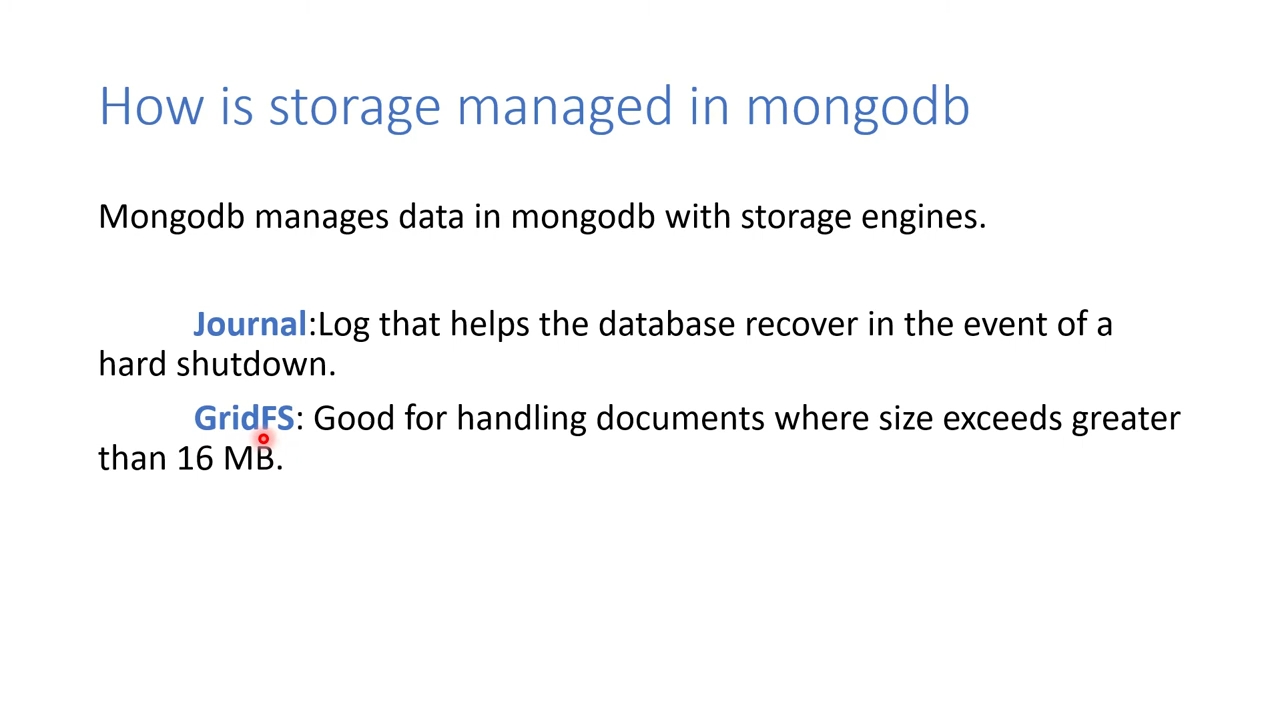 How is storage managed in mongodb
Mongodb manages data in mongodb with storage engines.
Journal:Log that helps the database recover in the event of a
hard shutdown.
GridFS: Good for handling documents where size exceeds greater
than 16 MB.